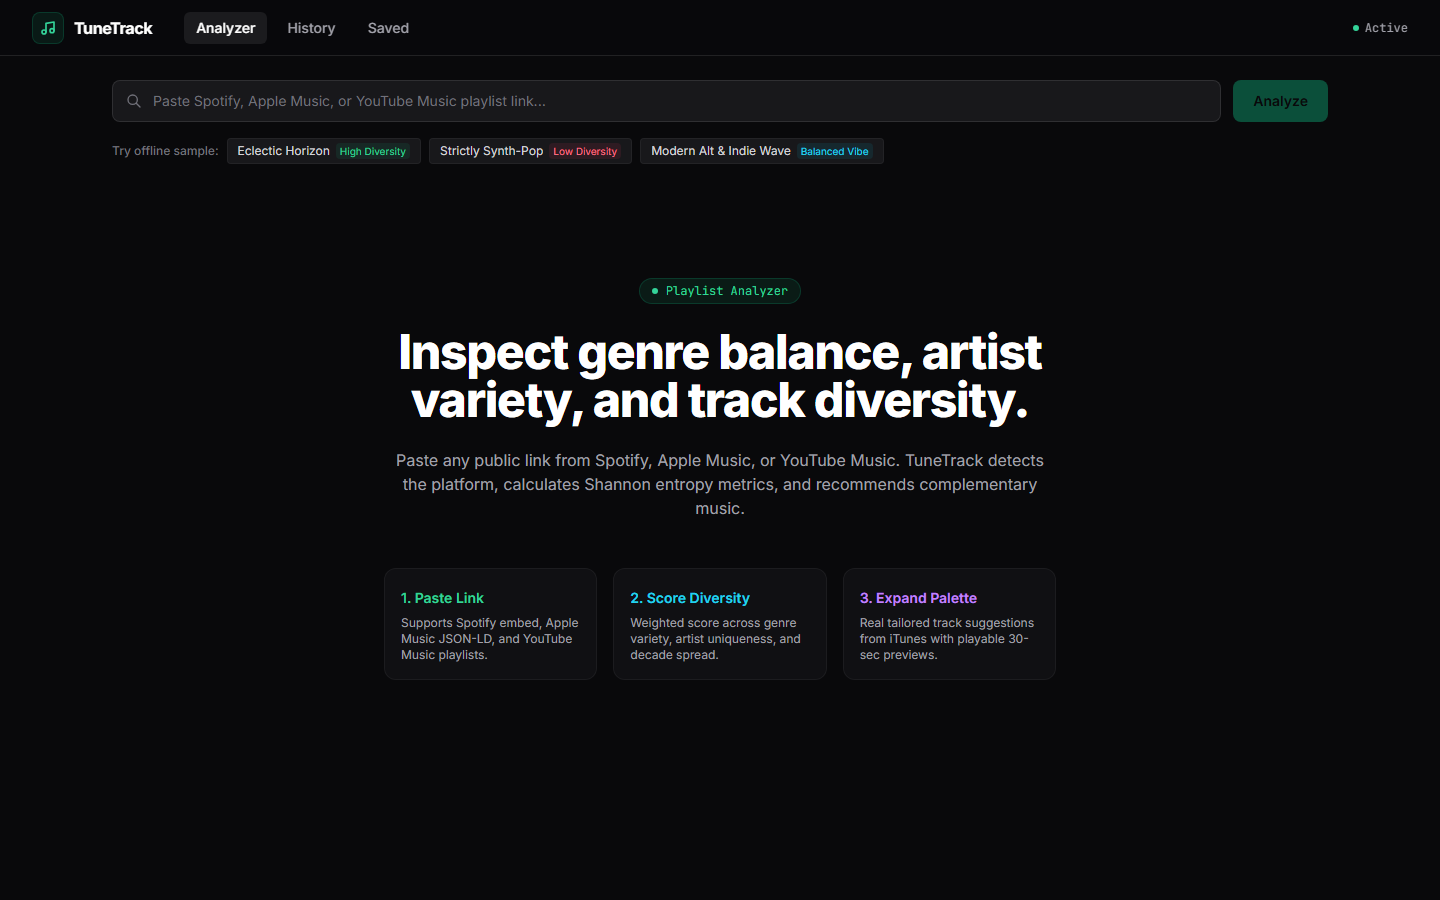 TuneTrack
Analyzer
History
Saved
Active
Paste Spotify, Apple Music, or YouTube Music playlist link...
Analyze
Try offline sample:
Eclectic Horizon High Diversity
Strictly Synth-Pop Low Diversity
Modern Alt & Indie Wave Balanced Vibe
Playlist Analyzer
Inspect genre balance, artist
variety, and track diversity.
Paste any public link from Spotify, Apple Music, or YouTube Music. TuneTrack detects
the platform, calculates Shannon entropy metrics, and recommends complementary
music.
1. Paste Link
Supports Spotify embed, Apple
Music JSON-LD, and YouTube
Music playlists.
2. Score Diversity
Weighted score across genre
variety, artist uniqueness, and
decade spread.
3. Expand Palette
Real tailored track suggestions
from iTunes with playable 30-
sec previews.